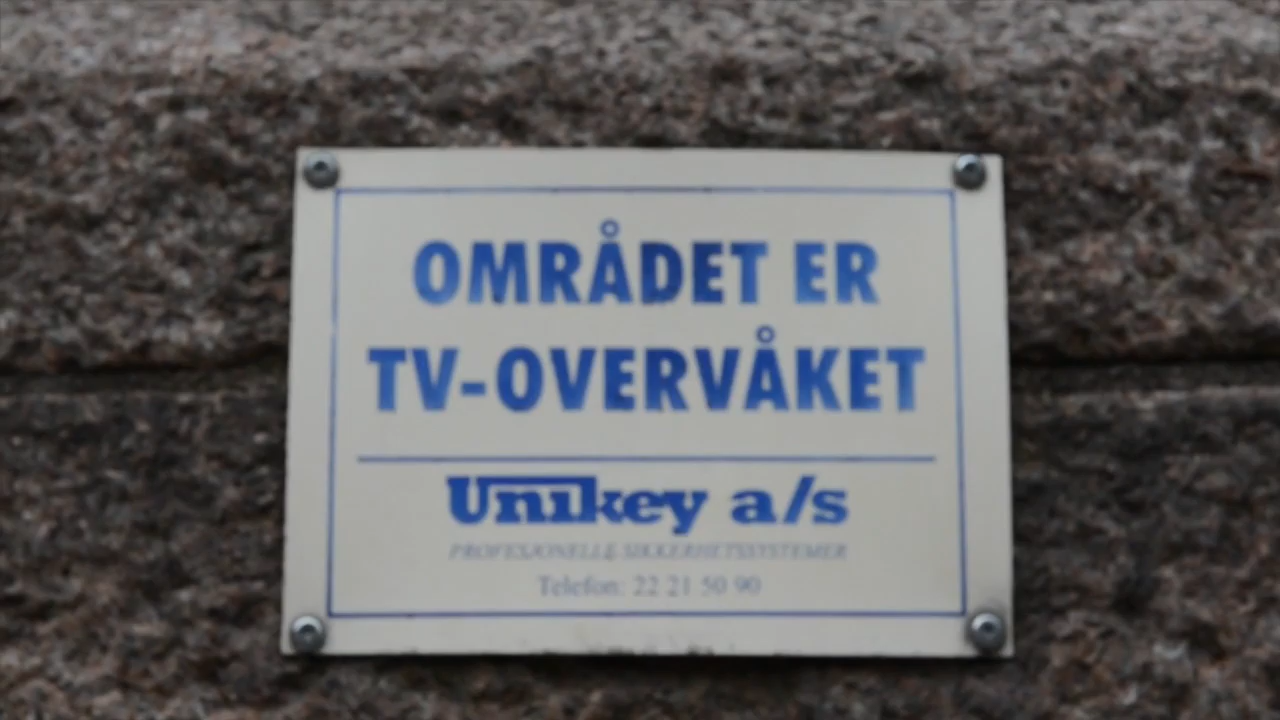 OMRÅDET ER
TV-OVERVÅKET
Unikey a/s
PROFESJONELLE SIKKERHETSSYSTEMER
Telefon: 22 21 50 90